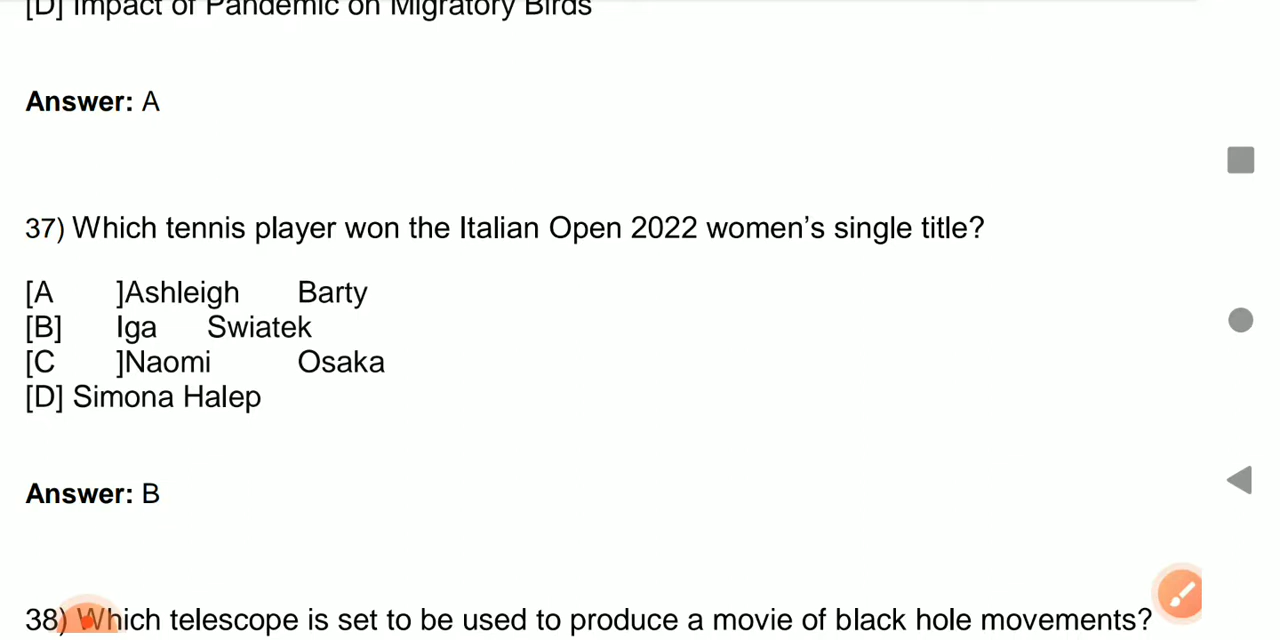 [D] Impact of Pandemic on Migratory Birds
Answer: A
37) Which tennis player won the Italian Open 2022 women’s single title?
[A ]Ashleigh Barty
[B] Iga Swiatek
[C ]Naomi Osaka
[D] Simona Halep
Answer: B
38) Which telescope is set to be used to produce a movie of black hole movements?